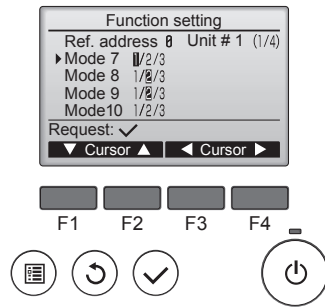 Function setting
Ref. address 0 Unit # 1 (1/4)
Mode 7 1/2/3
Mode 8 1/2/3
Mode 9 1/2/3
Mode10 1/2/3
Request: ✓
▼ Cursor ▲ ◀ Cursor ▶
F1 F2 F3 F4